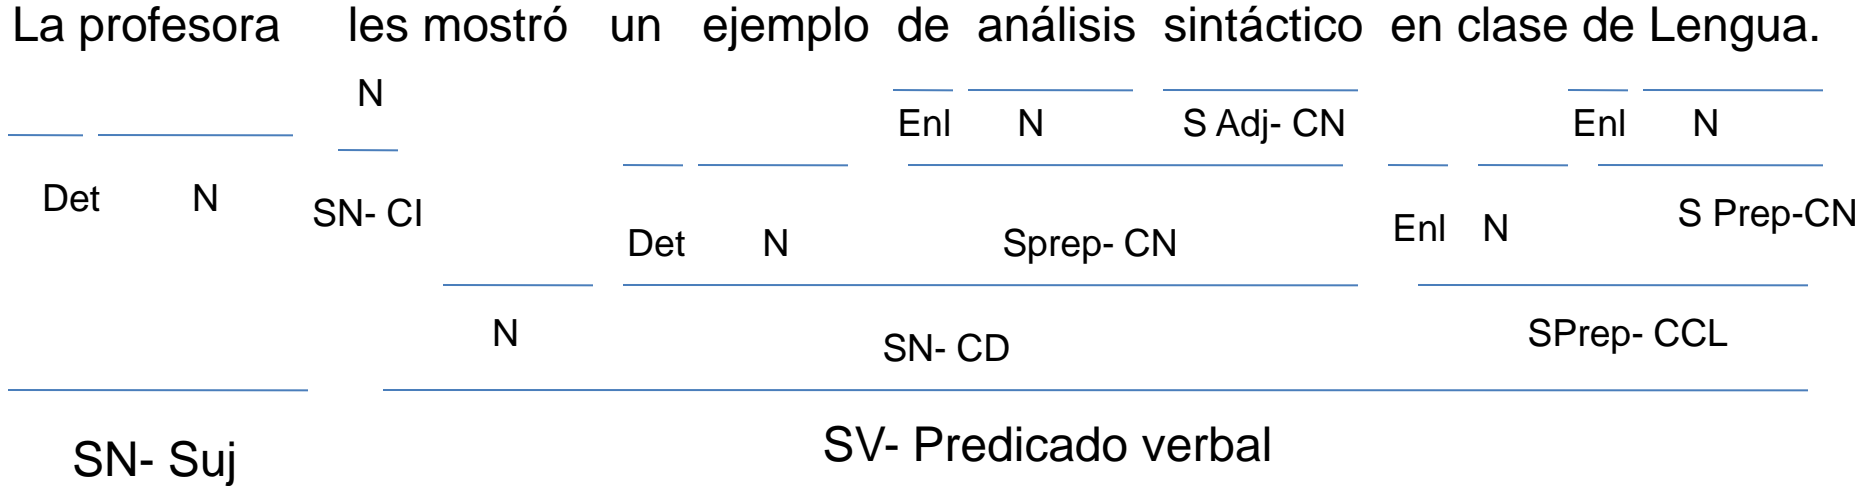 La profesora les mostró un ejemplo de análisis sintáctico en clase de Lengua.
N
Enl N S Adj- CN Enl N
Det N SN- CI Det N Sprep- CN Enl N S Prep-CN
N SN- CD SPrep- CCL
SN- Suj SV- Predicado verbal